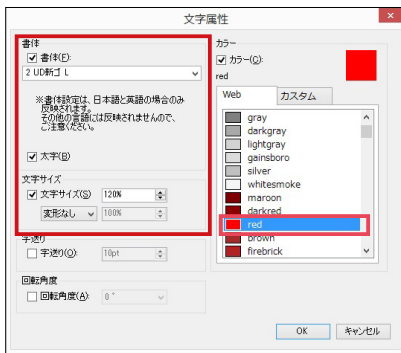 文字属性
書体
書体(F):
2 UD新ゴ L
※書体設定は、日本語と英語の場合のみ
反映されます。
その他の言語には反映されませんので、
ご注意ください。
太字(B)
文字サイズ
文字サイズ(S) 120%
変形なし 100%
字送り
字送り(O): 10pt
回転角度
回転角度(A): 0°
カラー
カラー(C):
red
Web カスタム
gray
darkgray
lightgray
gainsboro
silver
whitesmoke
maroon
darkred
red
brown
firebrick
OK キャンセル